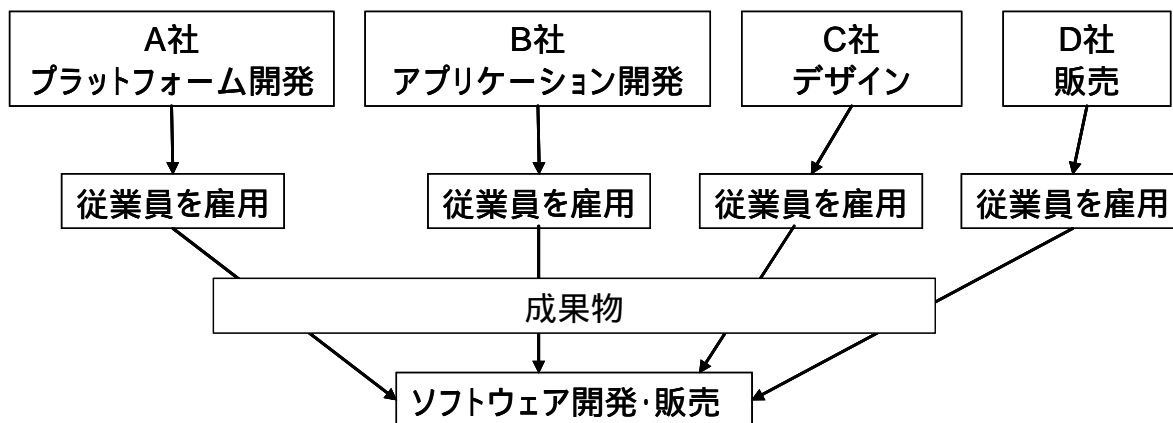 A社
プラットフォーム開発
B社
アプリケーション開発
C社
デザイン
D社
販売
従業員を雇用
従業員を雇用
従業員を雇用
従業員を雇用
成果物
ソフトウェア開発・販売